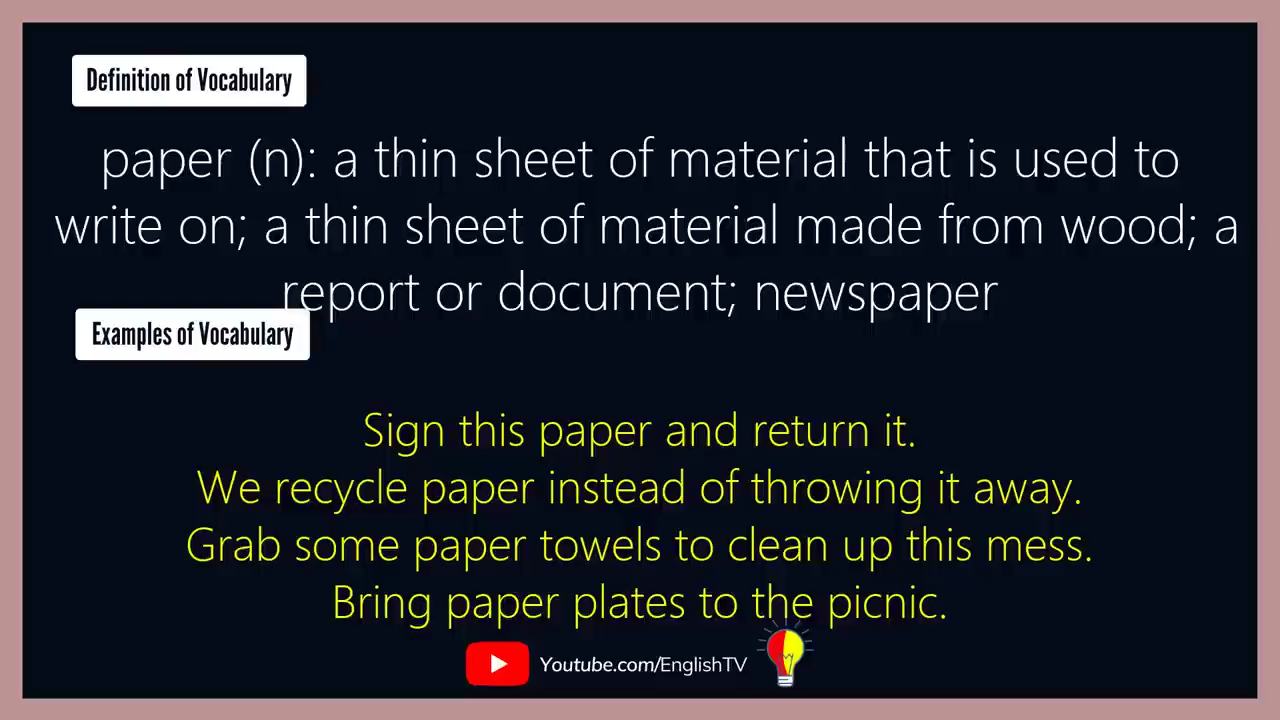 Definition of Vocabulary
paper (n): a thin sheet of material that is used to
write on; a thin sheet of material made from wood; a
report or document; newspaper
Examples of Vocabulary
Sign this paper and return it.
We recycle paper instead of throwing it away.
Grab some paper towels to clean up this mess.
Bring paper plates to the picnic.
Youtube.com/EnglishTV